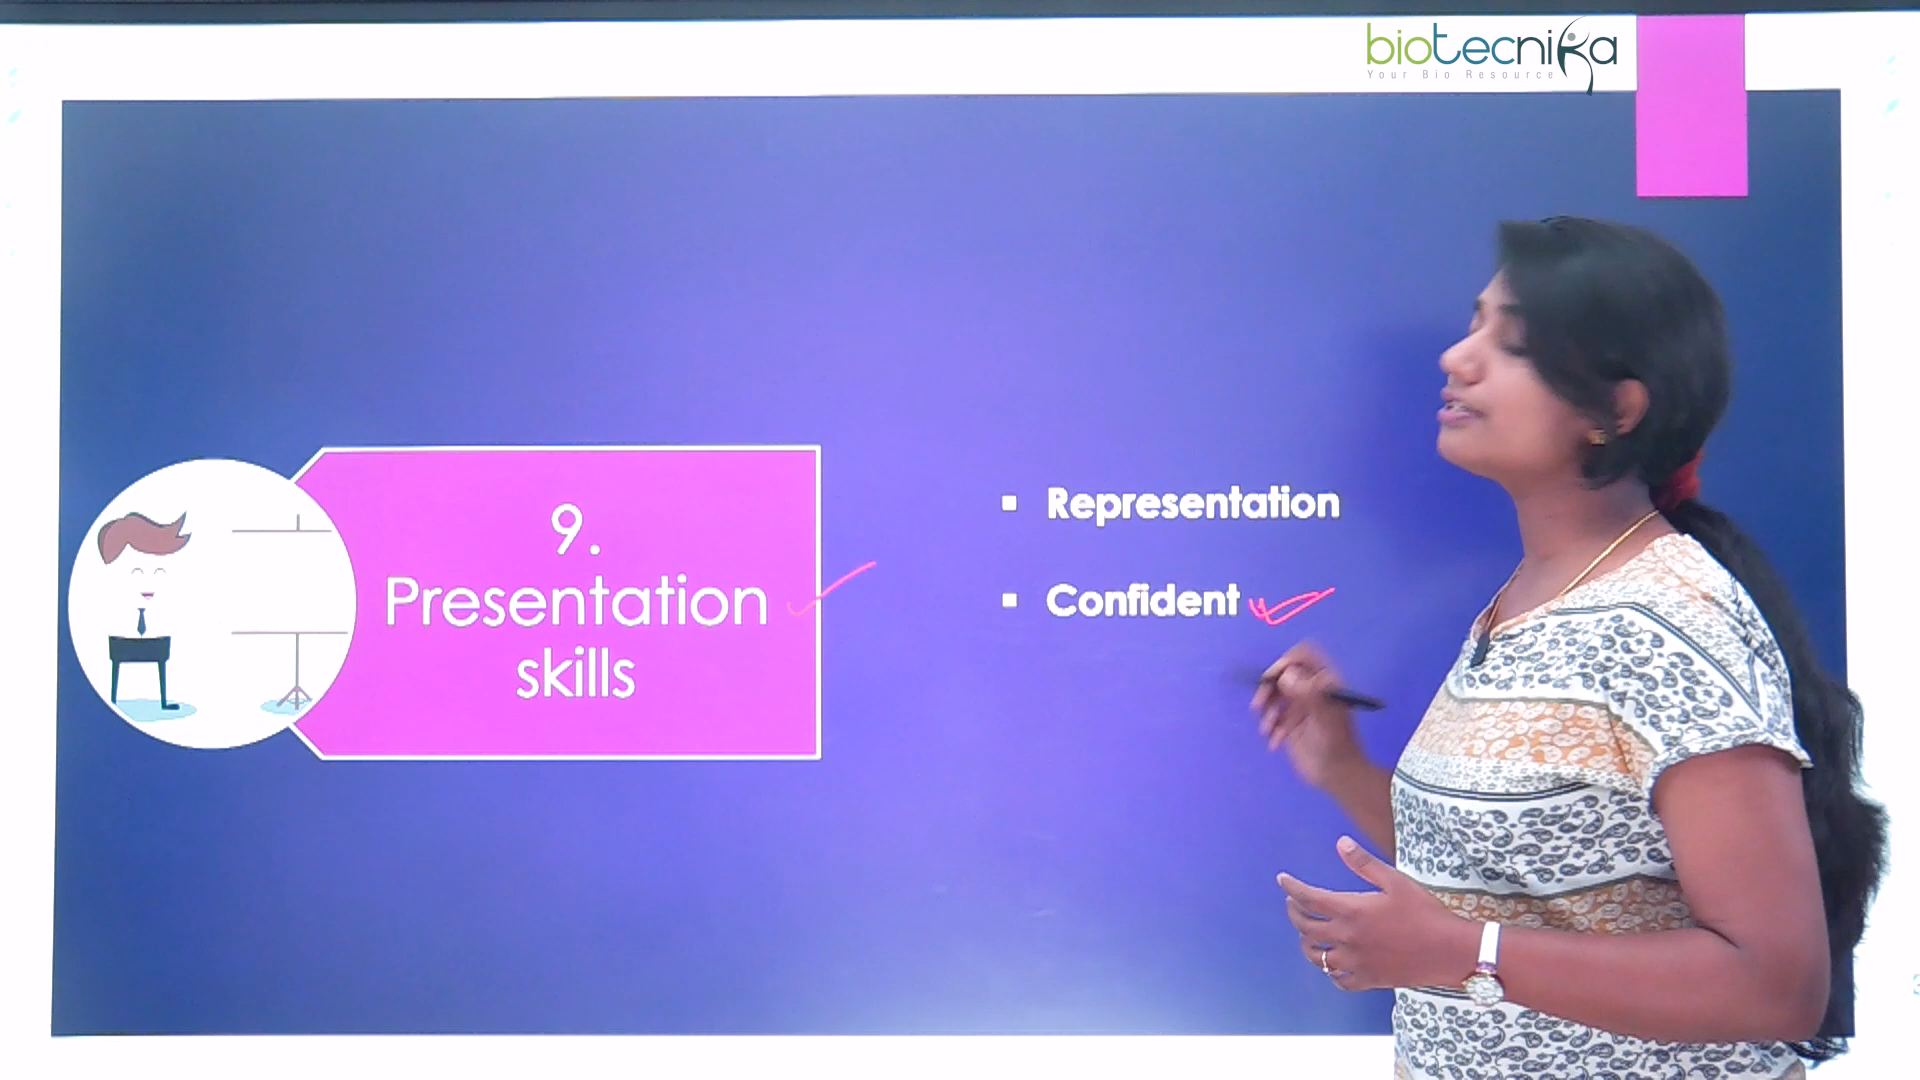 biotecnika
Your Bio Resource
9.
Presentation
skills
▪ Representation
▪ Confident